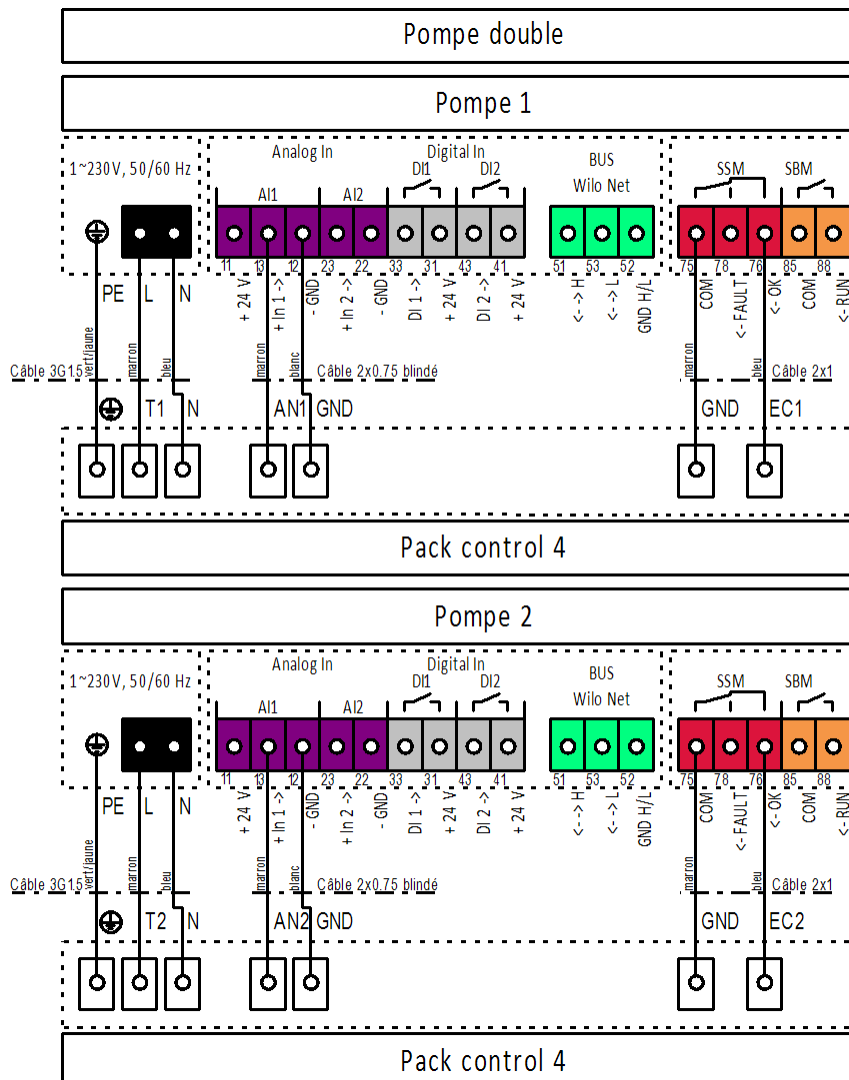 Pompe double
Pompe 1
1~230V, 50/60 Hz
Analog In
Digital In
BUS
Wilo Net
AI1
AI2
DI1
DI2
SSM
SBM
11 13 12 23 22 33 31 43 41 51 53 52 75 78 76 85 88
PE L N
+ 24 V
+ In 1 ->
- GND
+ In 2 ->
- GND
DI 1 ->
+ 24 V
DI 2 ->
+ 24 V
<--> H
<--> L
GND H/L
COM
<- FAULT
<- OK
COM
<- RUN
vert/jaune
marron
bleu
marron
blanc
marron
bleu
Câble 3G1.5
Câble 2x0.75 blindé
Câble 2x1
T1 N AN1 GND GND EC1
Pack control 4
Pompe 2
1~230V, 50/60 Hz
Analog In
Digital In
BUS
Wilo Net
AI1
AI2
DI1
DI2
SSM
SBM
11 13 12 23 22 33 31 43 41 51 53 52 75 78 76 85 88
PE L N
+ 24 V
+ In 1 ->
- GND
+ In 2 ->
- GND
DI 1 ->
+ 24 V
DI 2 ->
+ 24 V
<--> H
<--> L
GND H/L
COM
<- FAULT
<- OK
COM
<- RUN
vert/jaune
marron
bleu
marron
blanc
marron
bleu
Câble 3G1.5
Câble 2x0.75 blindé
Câble 2x1
T2 N AN2 GND GND EC2
Pack control 4